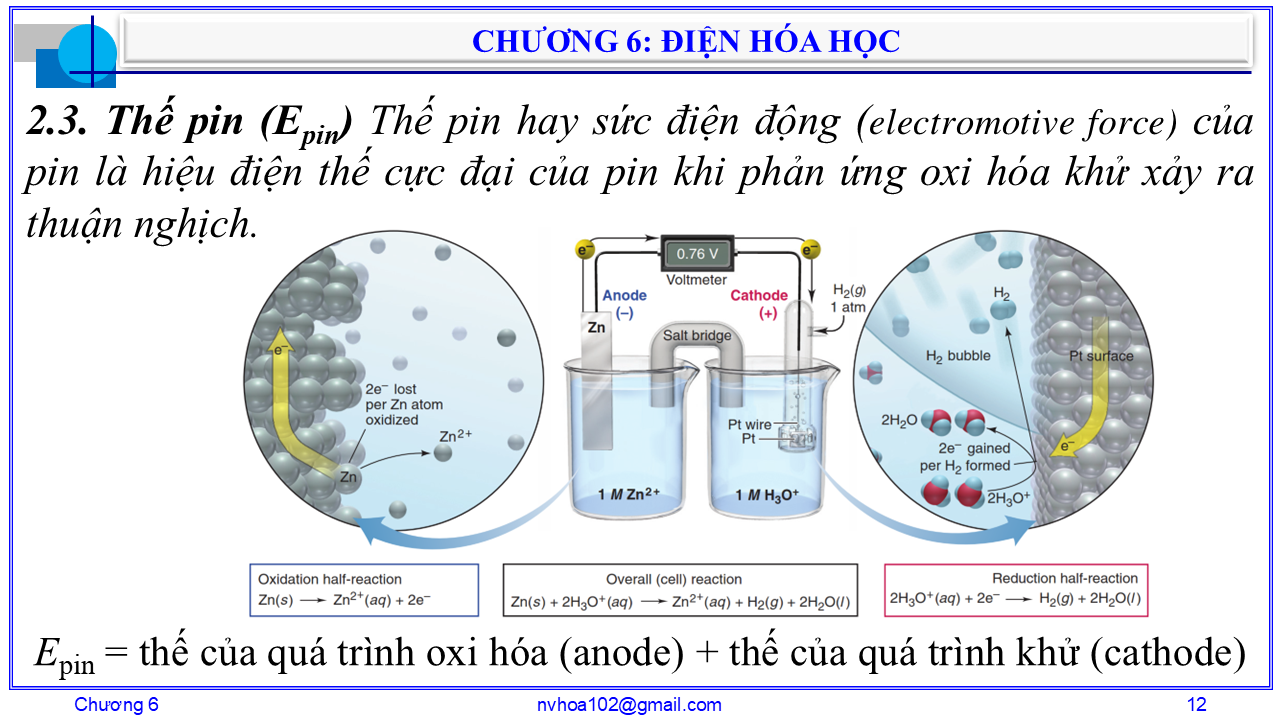 CHƯƠNG 6: ĐIỆN HÓA HỌC
2.3. Thế pin (Epin) Thế pin hay sức điện động (electromotive force) của
pin là hiệu điện thế cực đại của pin khi phản ứng oxi hóa khử xảy ra
thuận nghịch.
e⁻
2e⁻ lost
per Zn atom
oxidized
Zn²⁺
Zn
e⁻
0.76 V
e⁻
Voltmeter
Anode
(–)
Cathode
(+)
H₂(g)
1 atm
Zn
Salt bridge
Pt wire
Pt
1 M Zn²⁺
1 M H₃O⁺
H₂
H₂ bubble
Pt surface
2H₂O
e⁻
2e⁻ gained
per H₂ formed
2H₃O⁺
Oxidation half-reaction
Zn(s) ⟶ Zn²⁺(aq) + 2e⁻
Overall (cell) reaction
Zn(s) + 2H₃O⁺(aq) ⟶ Zn²⁺(aq) + H₂(g) + 2H₂O(l)
Reduction half-reaction
2H₃O⁺(aq) + 2e⁻ ⟶ H₂(g) + 2H₂O(l)
Epin = thế của quá trình oxi hóa (anode) + thế của quá trình khử (cathode)
Chương 6
nvhoa102@gmail.com
12